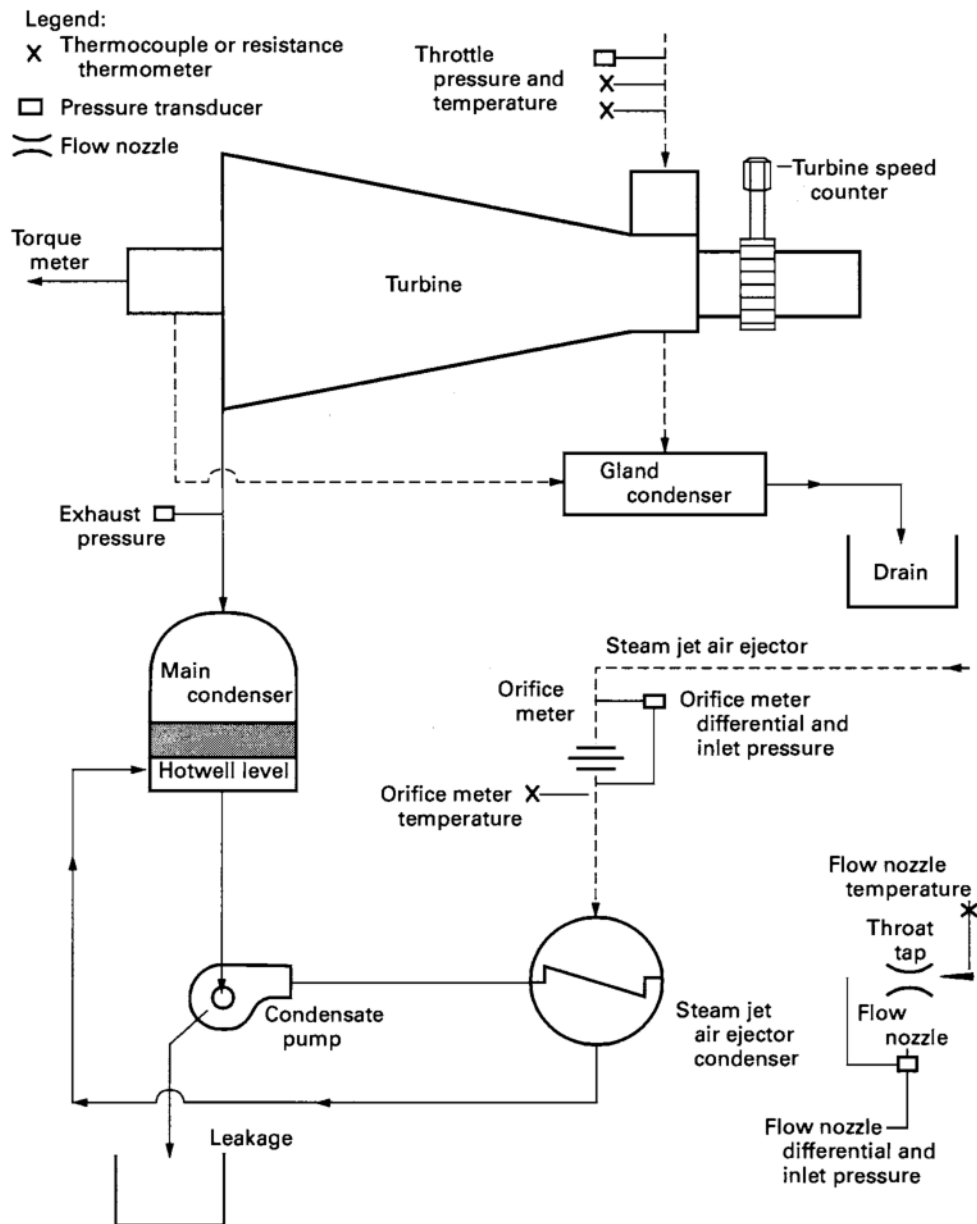 Legend:
Thermocouple or resistance
thermometer
Pressure transducer
Flow nozzle
Throttle
pressure and
temperature
Turbine speed
counter
Torque
meter
Turbine
Gland
condenser
Exhaust
pressure
Drain
Main
condenser
Steam jet air ejector
Orifice
meter
Orifice meter
differential and
inlet pressure
Hotwell level
Orifice meter
temperature
Flow nozzle
temperature
Throat
tap
Flow
nozzle
Condensate
pump
Steam jet
air ejector
condenser
Leakage
Flow nozzle
differential and
inlet pressure